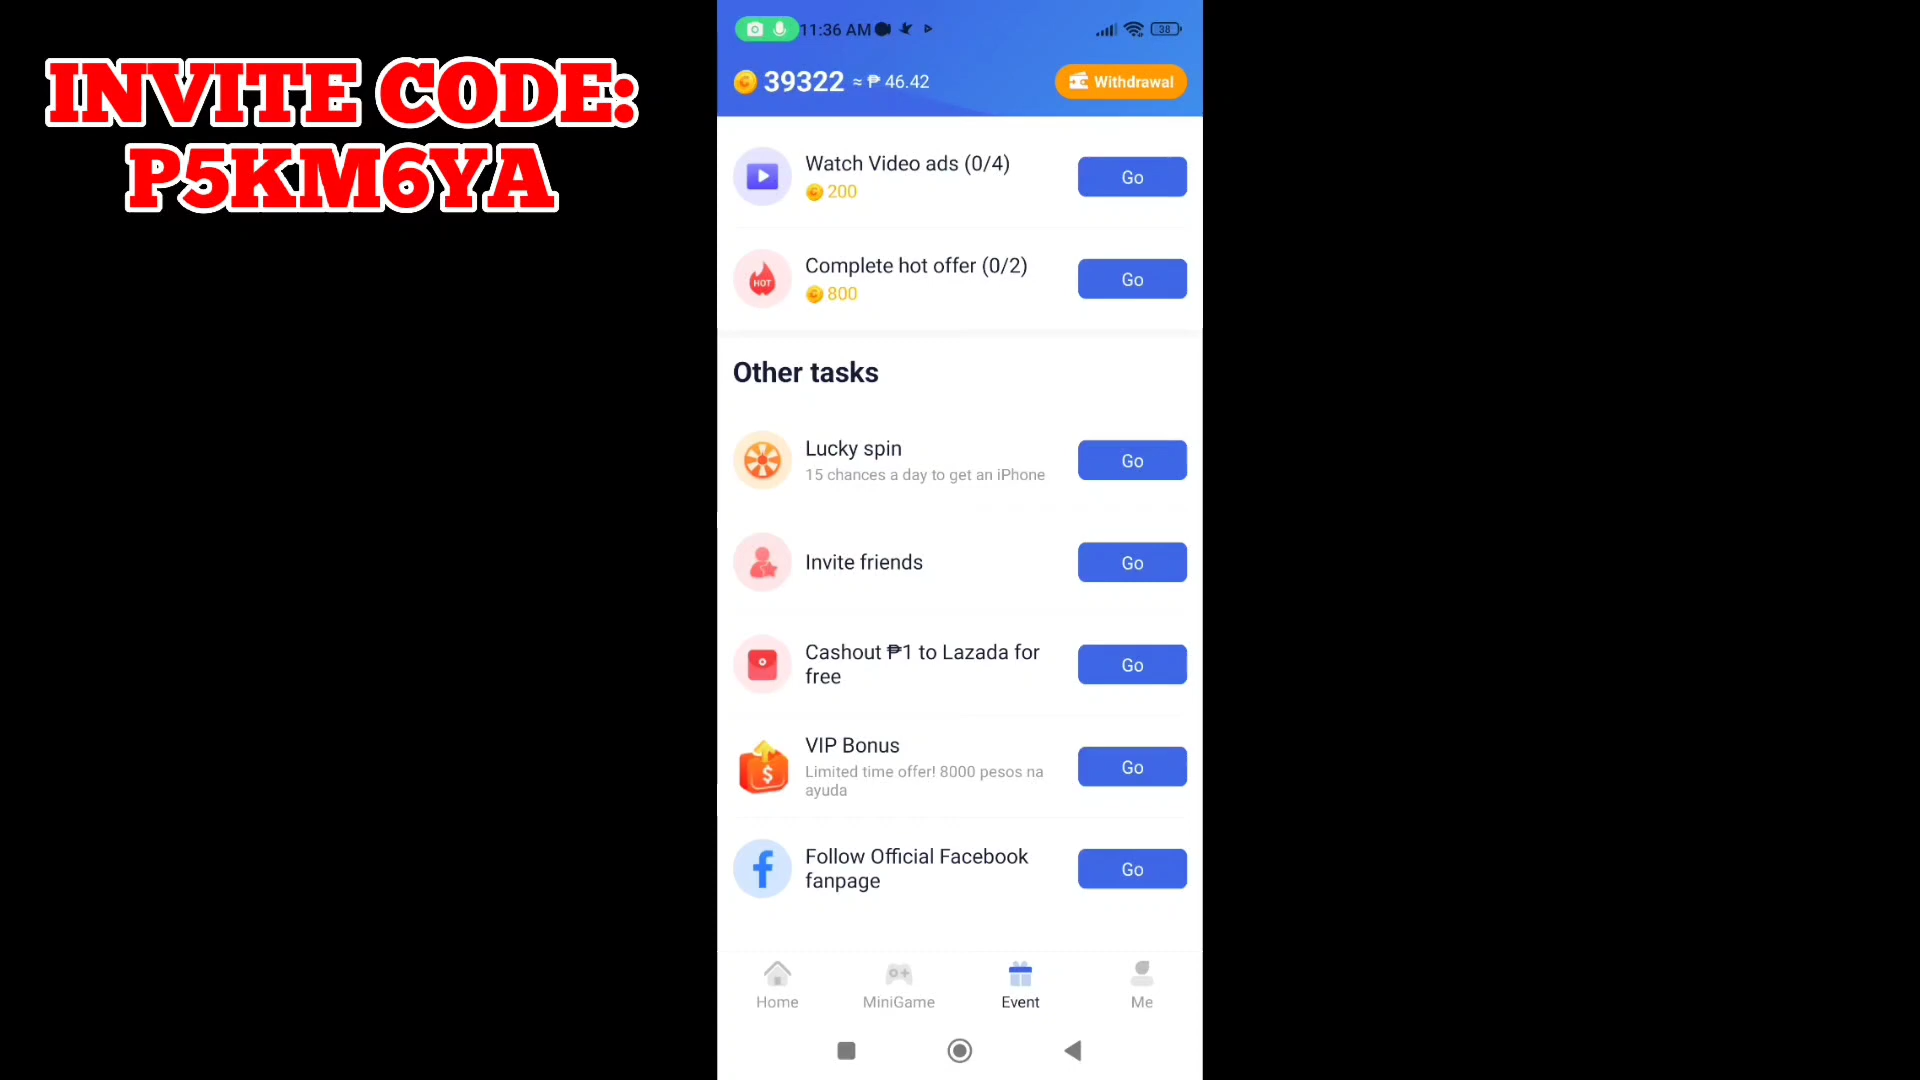 INVITE CODE:
P5KM6YA
11:36 AM
38
39322 ≈ ₱ 46.42
Withdrawal
Watch Video ads (0/4)
200
Go
HOT
Complete hot offer (0/2)
800
Go
Other tasks
Lucky spin
15 chances a day to get an iPhone
Go
Invite friends
Go
Cashout ₱1 to Lazada for
free
Go
VIP Bonus
Limited time offer! 8000 pesos na
ayuda
Go
Follow Official Facebook
fanpage
Go
Home
MiniGame
Event
Me